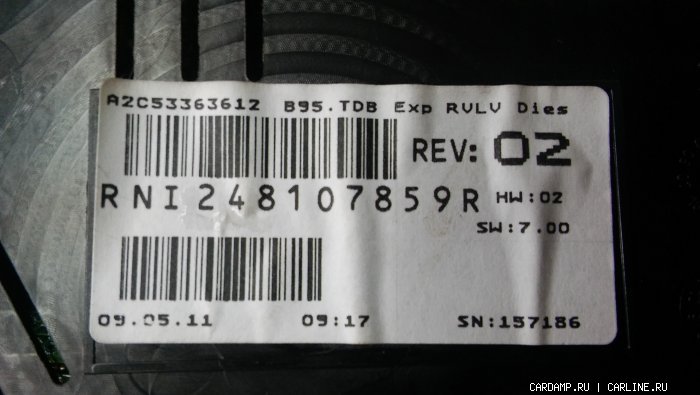 A2C53363612 B95.TDB Exp RVLV Dies
REV: 02
RNI248107859R HW:02
SW:7.00
09.05.11 09:17 SN:157186
CARDAMP.RU | CARLINE.RU